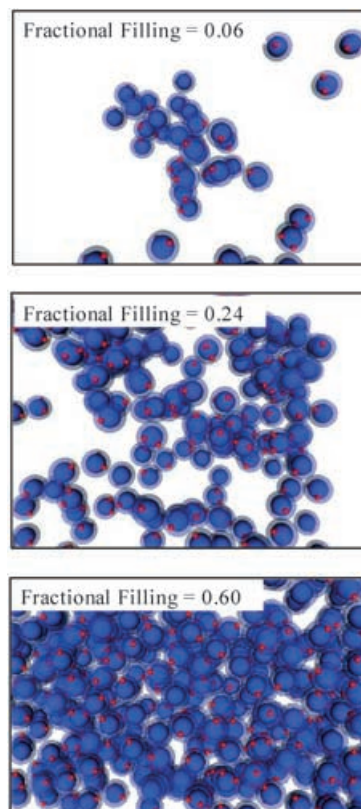 Fractional Filling = 0.06
Fractional Filling = 0.24
Fractional Filling = 0.60